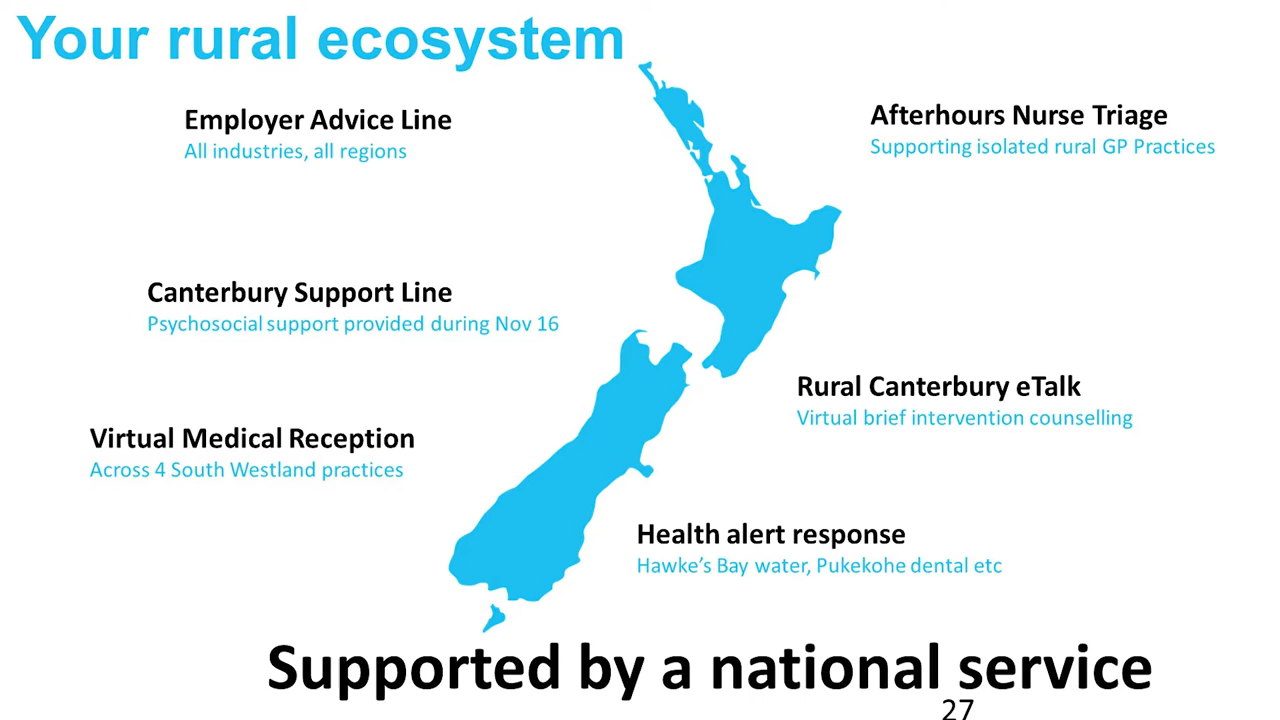 Your rural ecosystem
Employer Advice Line
All industries, all regions
Afterhours Nurse Triage
Supporting isolated rural GP Practices
Canterbury Support Line
Psychosocial support provided during Nov 16
Rural Canterbury eTalk
Virtual brief intervention counselling
Virtual Medical Reception
Across 4 South Westland practices
Health alert response
Hawke's Bay water, Pukekohe dental etc
Supported by a national service
27